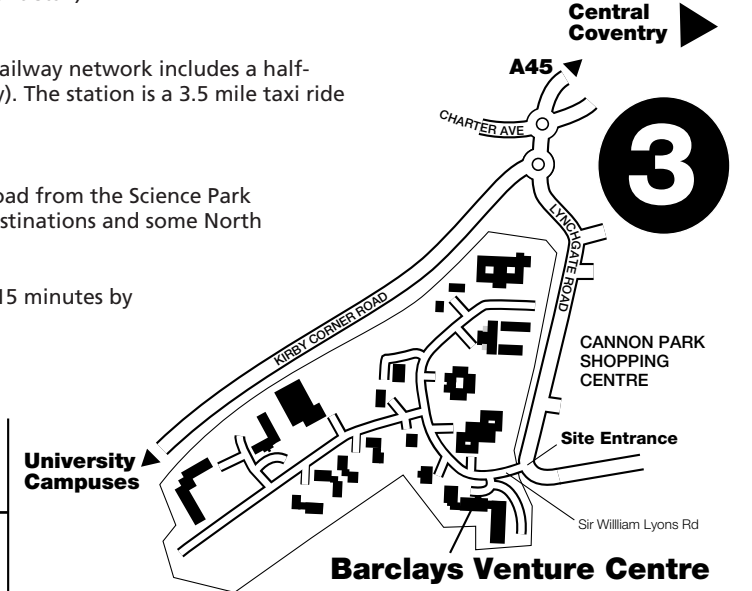 Central
Coventry
ailway network includes a half-
y). The station is a 3.5 mile taxi ride
A45
CHARTER AVE
3
oad from the Science Park
estinations and some North
LYNCHGATE ROAD
15 minutes by
KIRBY CORNER ROAD
CANNON PARK
SHOPPING
CENTRE
Site Entrance
University
Campuses
Sir Willliam Lyons Rd
Barclays Venture Centre